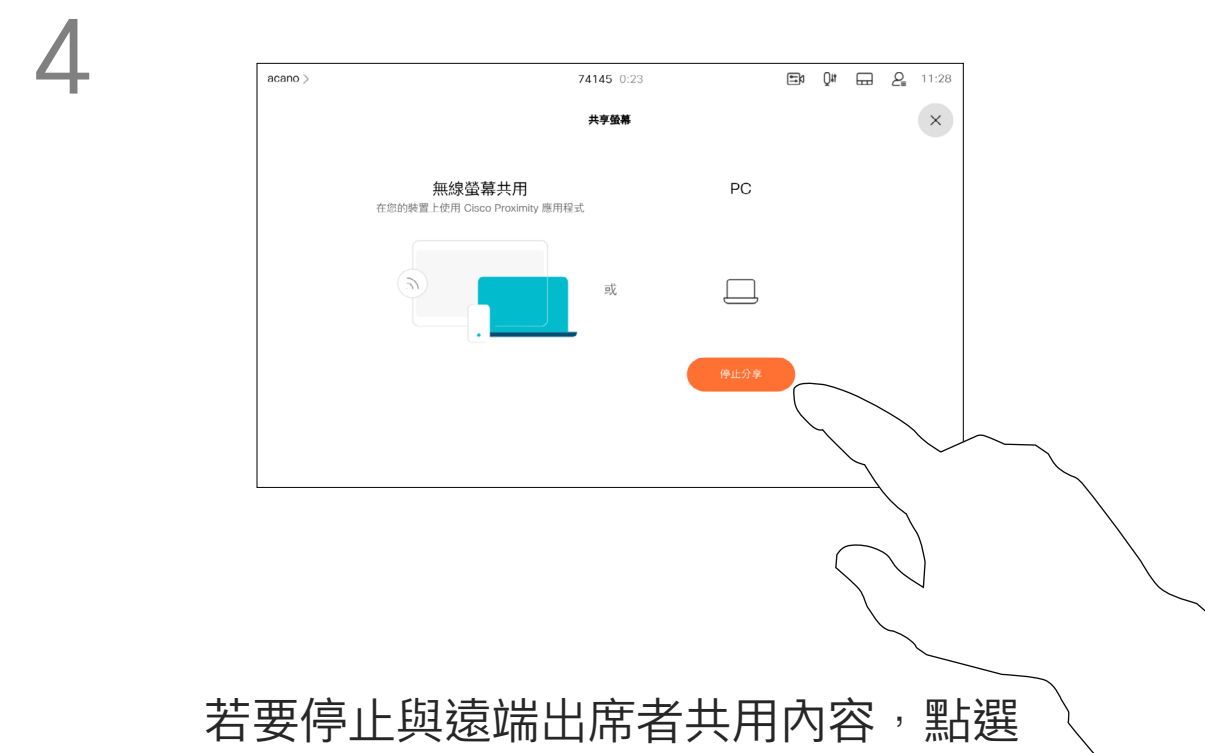 4
acano >
74145 0:23
11:28
共享螢幕
無線螢幕共用
在您的裝置上使用 Cisco Proximity 應用程式
PC
或
停止分享
若要停止與遠端出席者共用內容，點選